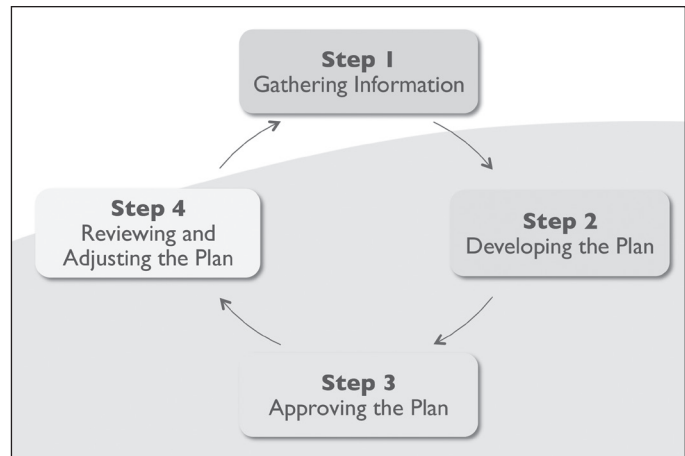 Step 1
Gathering Information
Step 2
Developing the Plan
Step 3
Approving the Plan
Step 4
Reviewing and
Adjusting the Plan